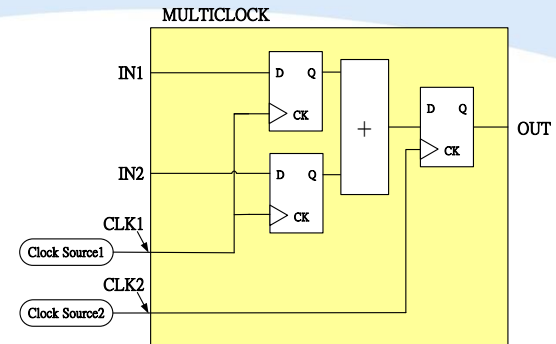 MULTICLOCK
IN1
D Q
CK
+
D Q
CK
OUT
IN2
D Q
CK
CLK1
Clock Source1
CLK2
Clock Source2